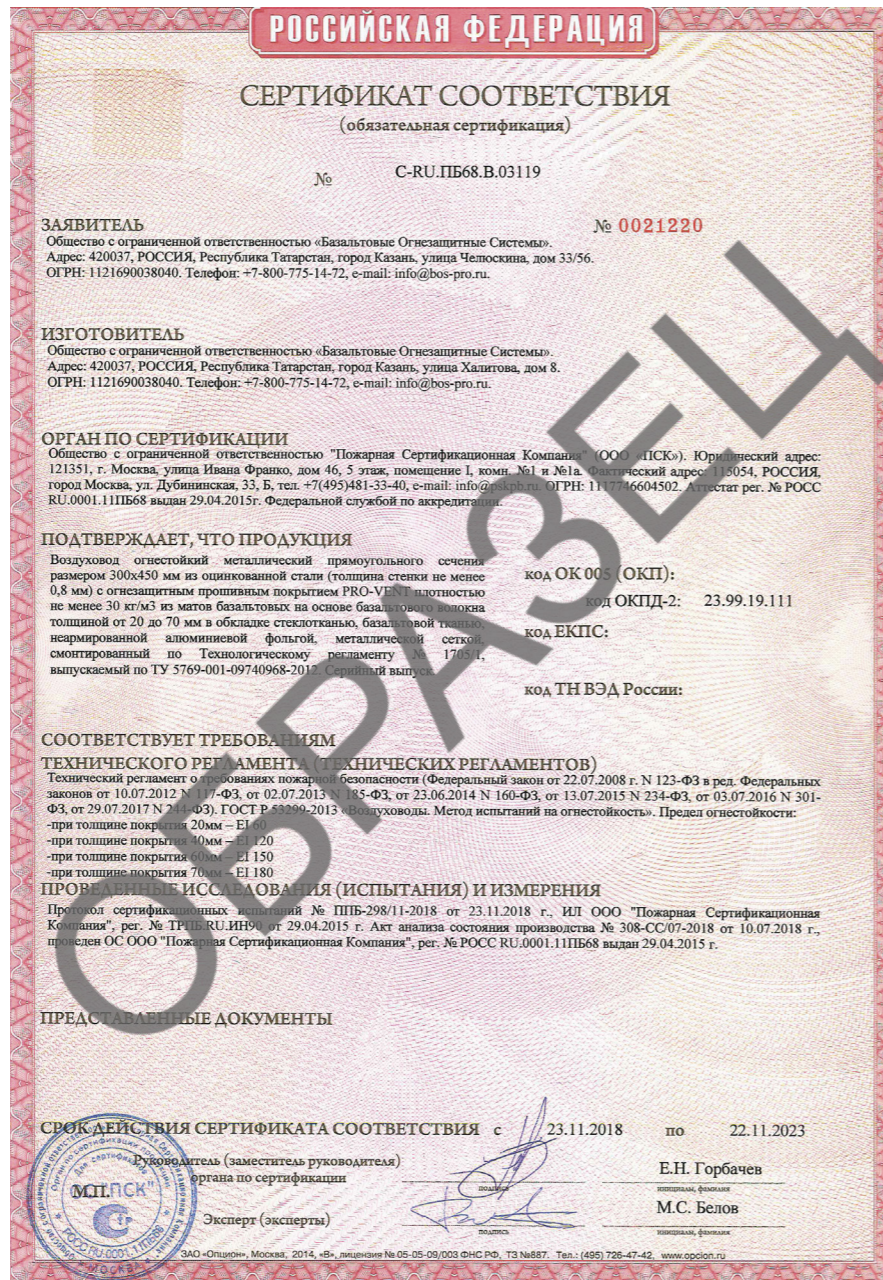 РОССИЙСКАЯ ФЕДЕРАЦИЯ
СЕРТИФИКАТ СООТВЕТСТВИЯ
(обязательная сертификация)
№ C-RU.ПБ68.В.03119
ЗАЯВИТЕЛЬ
№ 0021220
Общество с ограниченной ответственностью «Базальтовые Огнезащитные Системы».
Адрес: 420037, РОССИЯ, Республика Татарстан, город Казань, улица Челюскина, дом 33/56.
ОГРН: 1121690038040. Телефон: +7-800-775-14-72, e-mail: info@bos-pro.ru.
ИЗГОТОВИТЕЛЬ
Общество с ограниченной ответственностью «Базальтовые Огнезащитные Системы».
Адрес: 420037, РОССИЯ, Республика Татарстан, город Казань, улица Халитова, дом 8.
ОГРН: 1121690038040. Телефон: +7-800-775-14-72, e-mail: info@bos-pro.ru.
ОРГАН ПО СЕРТИФИКАЦИИ
Общество с ограниченной ответственностью "Пожарная Сертификационная Компания" (ООО «ПСК»). Юридический адрес:
121351, г. Москва, улица Ивана Франко, дом 46, 5 этаж, помещение I, комн. №1 и №1а. Фактический адрес: 115054, РОССИЯ,
город Москва, ул. Дубининская, 33, Б, тел. +7(495)481-33-40, e-mail: info@pskpb.ru. ОГРН: 1117746604502. Аттестат рег. № РОСС
RU.0001.11ПБ68 выдан 29.04.2015г. Федеральной службой по аккредитации.
ПОДТВЕРЖДАЕТ, ЧТО ПРОДУКЦИЯ
Воздуховод огнестойкий металлический прямоугольного сечения
размером 300х450 мм из оцинкованной стали (толщина стенки не менее
0,8 мм) с огнезащитным прошивным покрытием PRO-VENT плотностью
не менее 30 кг/м3 из матов базальтовых на основе базальтового волокна
толщиной от 20 до 70 мм в обкладке стеклотканью, базальтовой тканью,
неармированной алюминиевой фольгой, металлической сеткой,
смонтированный по Технологическому регламенту № 1705/1,
выпускаемый по ТУ 5769-001-09740968-2012. Серийный выпуск.
код ОК 005 (ОКП):
код ОКПД-2: 23.99.19.111
код ЕКПС:
код ТН ВЭД России:
СООТВЕТСТВУЕТ ТРЕБОВАНИЯМ
ТЕХНИЧЕСКОГО РЕГЛАМЕНТА (ТЕХНИЧЕСКИХ РЕГЛАМЕНТОВ)
Технический регламент о требованиях пожарной безопасности (Федеральный закон от 22.07.2008 г. N 123-ФЗ в ред. Федеральных
законов от 10.07.2012 N 117-ФЗ, от 02.07.2013 N 185-ФЗ, от 23.06.2014 N 160-ФЗ, от 13.07.2015 N 234-ФЗ, от 03.07.2016 N 301-
ФЗ, от 29.07.2017 N 244-ФЗ). ГОСТ Р 53299-2013 «Воздуховоды. Метод испытаний на огнестойкость». Предел огнестойкости:
-при толщине покрытия 20мм – EI 60
-при толщине покрытия 40мм – EI 120
-при толщине покрытия 60мм – EI 150
-при толщине покрытия 70мм – EI 180
ПРОВЕДЕННЫЕ ИССЛЕДОВАНИЯ (ИСПЫТАНИЯ) И ИЗМЕРЕНИЯ
Протокол сертификационных испытаний № ППБ-298/11-2018 от 23.11.2018 г., ИЛ ООО "Пожарная Сертификационная
Компания", рег. № ТРПБ.RU.ИН90 от 29.04.2015 г. Акт анализа состояния производства № 308-СС/07-2018 от 10.07.2018 г.,
проведен ОС ООО "Пожарная Сертификационная Компания", рег. № РОСС RU.0001.11ПБ68 выдан 29.04.2015 г.
ПРЕДСТАВЛЕННЫЕ ДОКУМЕНТЫ
СРОК ДЕЙСТВИЯ СЕРТИФИКАТА СООТВЕТСТВИЯ с 23.11.2018 по 22.11.2023
Руководитель (заместитель руководителя)
органа по сертификации
Е.Н. Горбачев
подпись
инициалы, фамилия
М.П.
М.С. Белов
Эксперт (эксперты)
подпись
инициалы, фамилия
ЗАО «Опцион», Москва, 2014, «В», лицензия № 05-05-09/003 ФНС РФ, ТЗ №887. Тел.: (495) 726-47-42, www.opcion.ru
ОБРАЗЕЦ
"ПСК"
РОСС RU.0001.11ПБ68
МОСКВА